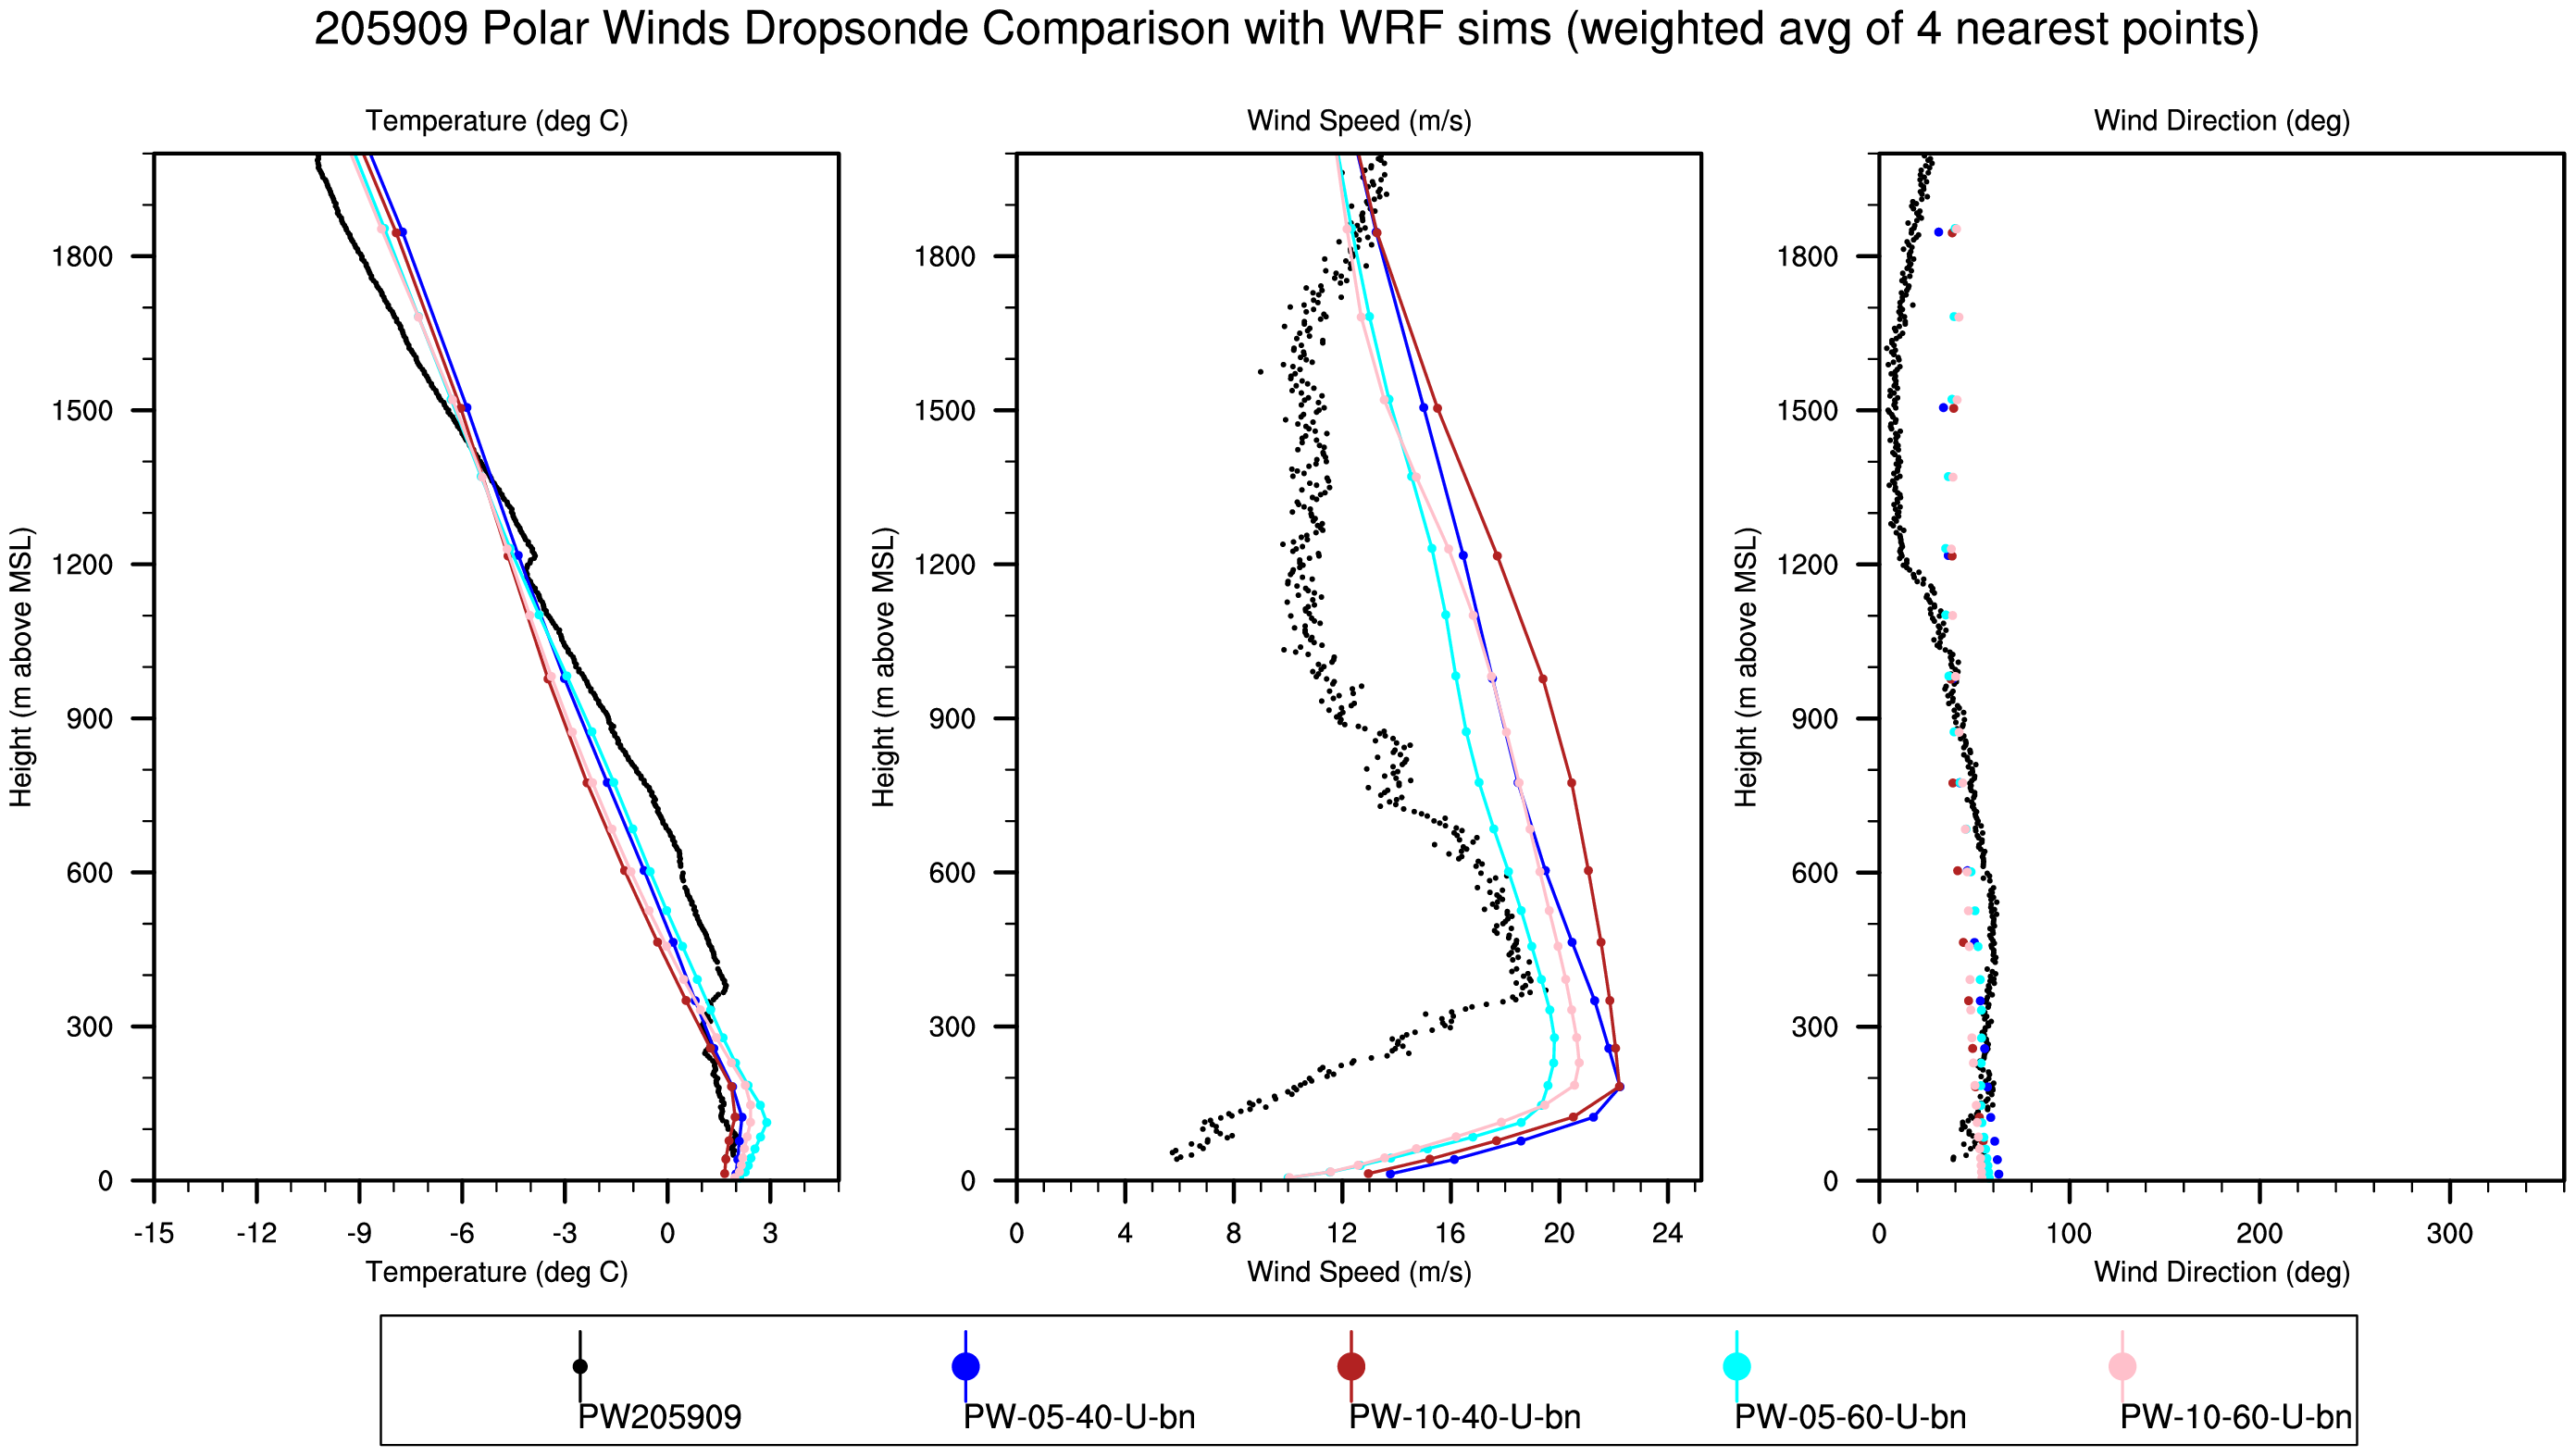 205909 Polar Winds Dropsonde Comparison with WRF sims (weighted avg of 4 nearest points)
Temperature (deg C)
Height (m above MSL)
1800
1500
1200
900
600
300
0
-15 -12 -9 -6 -3 0 3
Temperature (deg C)
Wind Speed (m/s)
Height (m above MSL)
1800
1500
1200
900
600
300
0
0 4 8 12 16 20 24
Wind Speed (m/s)
Wind Direction (deg)
Height (m above MSL)
1800
1500
1200
900
600
300
0
0 100 200 300
Wind Direction (deg)
PW205909 PW-05-40-U-bn PW-10-40-U-bn PW-05-60-U-bn PW-10-60-U-bn